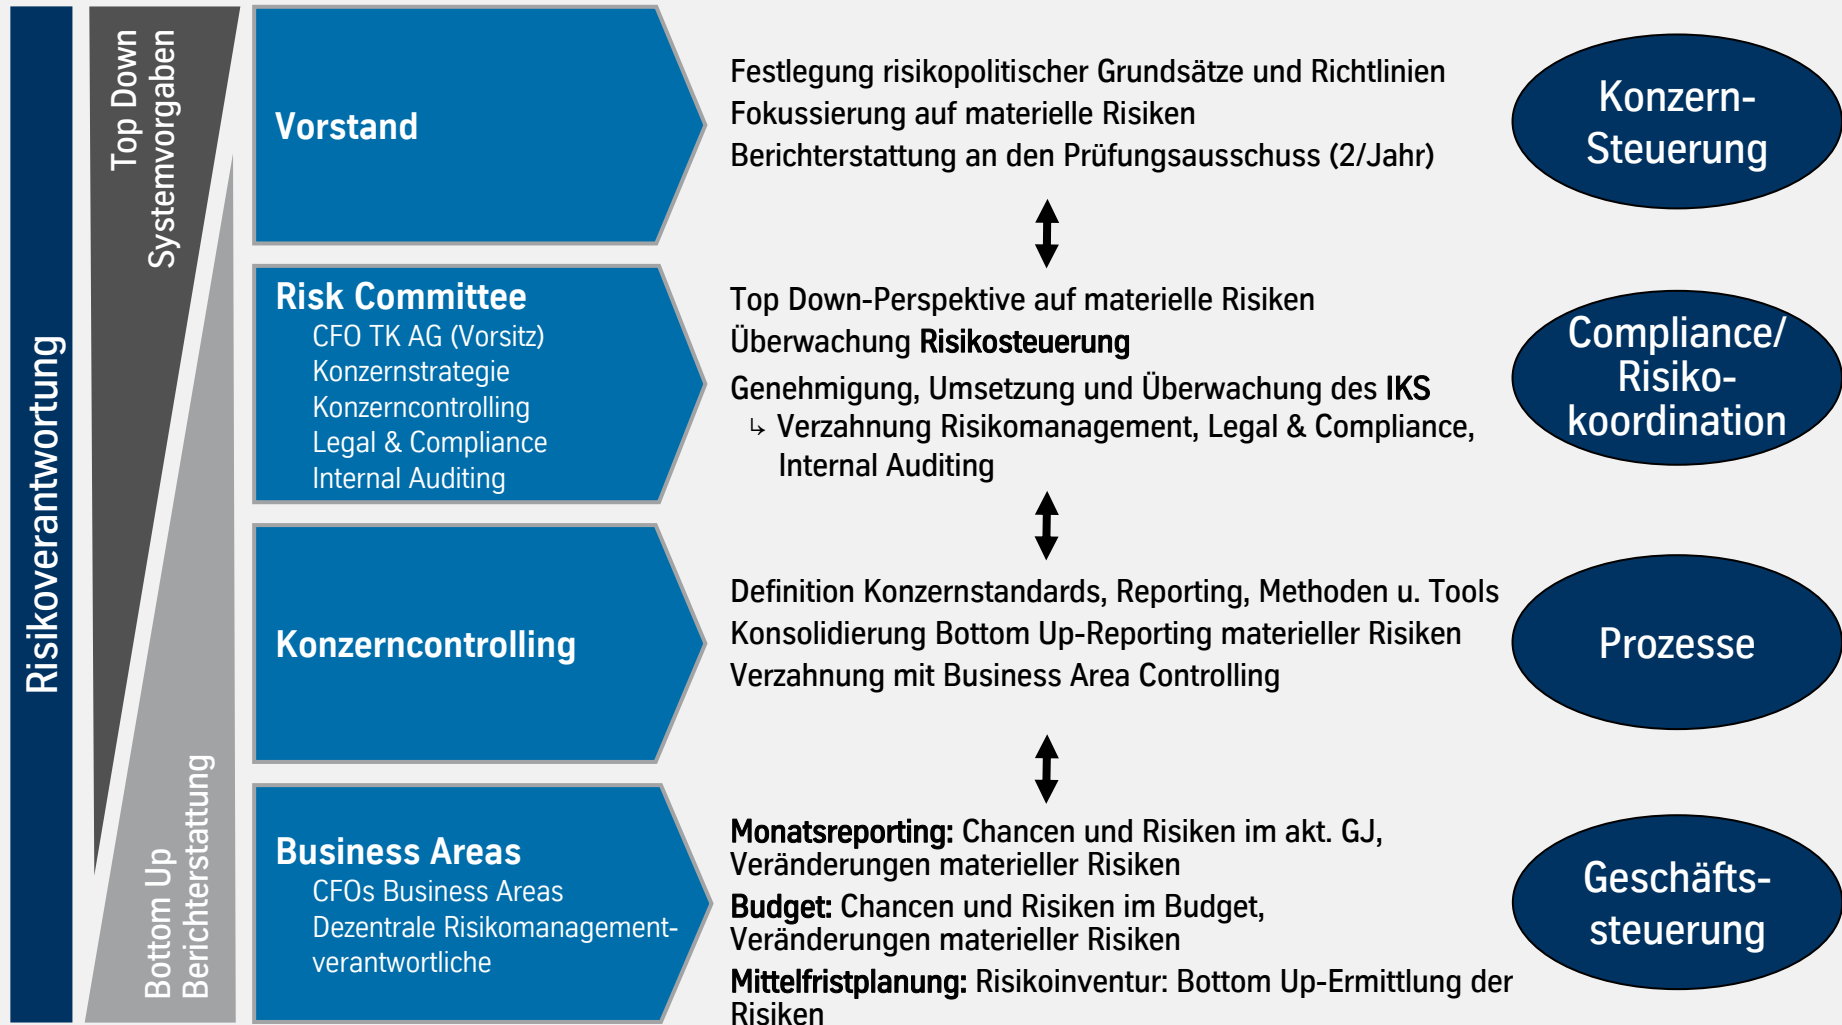 Risikoverantwortung
Top Down
Systemvorgaben
Bottom Up
Berichterstattung
Vorstand
Festlegung risikopolitischer Grundsätze und Richtlinien
Fokussierung auf materielle Risiken
Berichterstattung an den Prüfungsausschuss (2/Jahr)
Konzern-
Steuerung
Risk Committee
CFO TK AG (Vorsitz)
Konzernstrategie
Konzerncontrolling
Legal & Compliance
Internal Auditing
Top Down-Perspektive auf materielle Risiken
Überwachung Risikosteuerung
Genehmigung, Umsetzung und Überwachung des IKS
↳ Verzahnung Risikomanagement, Legal & Compliance,
Internal Auditing
Compliance/
Risiko-
koordination
Konzerncontrolling
Definition Konzernstandards, Reporting, Methoden u. Tools
Konsolidierung Bottom Up-Reporting materieller Risiken
Verzahnung mit Business Area Controlling
Prozesse
Business Areas
CFOs Business Areas
Dezentrale Risikomanagement-
verantwortliche
Monatsreporting: Chancen und Risiken im akt. GJ,
Veränderungen materieller Risiken
Budget: Chancen und Risiken im Budget,
Veränderungen materieller Risiken
Mittelfristplanung: Risikoinventur: Bottom Up-Ermittlung der
Risiken
Geschäfts-
steuerung